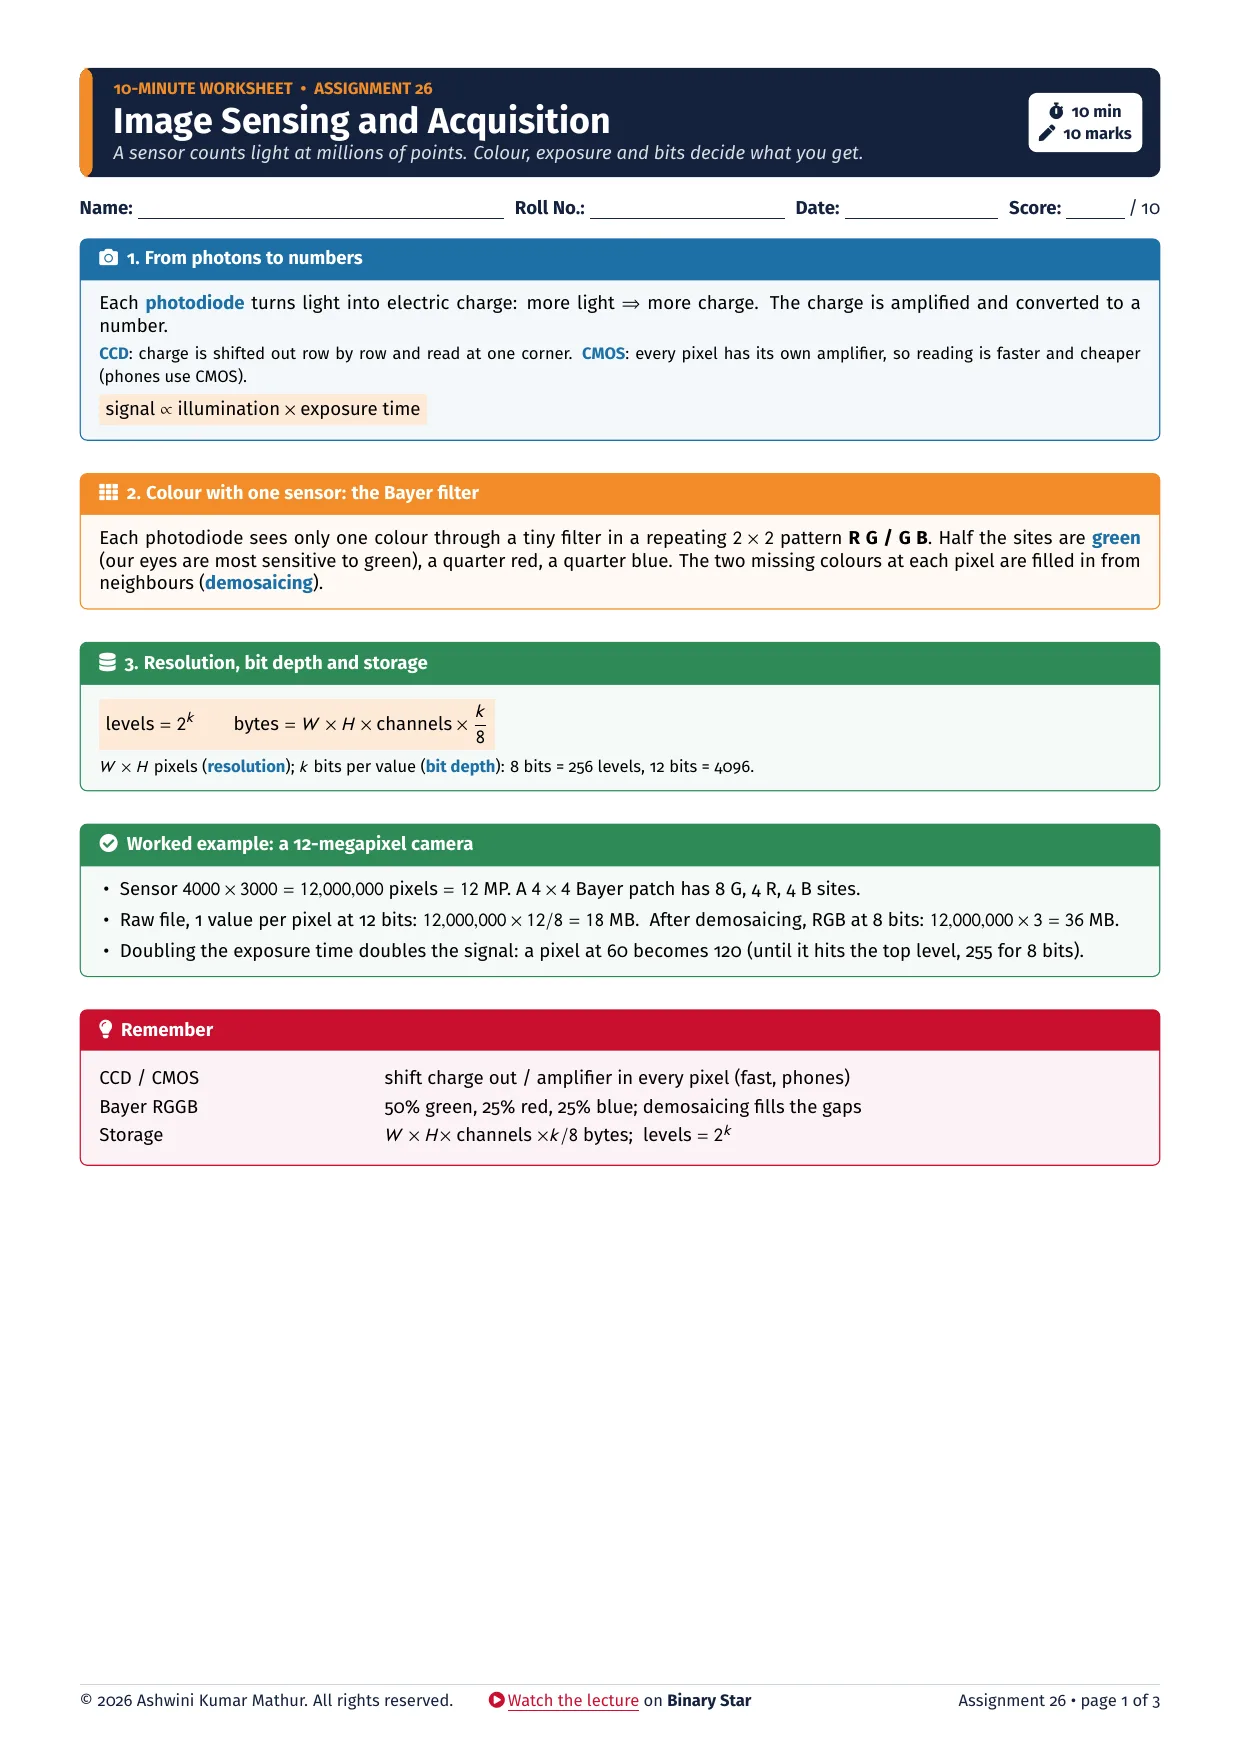 10-MINUTE WORKSHEET • ASSIGNMENT 26
Image Sensing and Acquisition
A sensor counts light at millions of points. Colour, exposure and bits decide what you get.
10 min
10 marks
Name: ____ Roll No.: ____ Date: ____ Score: ____ / 10
1. From photons to numbers
Each photodiode turns light into electric charge: more light ⇒ more charge. The charge is amplified and converted to a
number.
CCD: charge is shifted out row by row and read at one corner. CMOS: every pixel has its own amplifier, so reading is faster and cheaper
(phones use CMOS).
signal ∝ illumination × exposure time
2. Colour with one sensor: the Bayer filter
Each photodiode sees only one colour through a tiny filter in a repeating 2 × 2 pattern R G / G B. Half the sites are green
(our eyes are most sensitive to green), a quarter red, a quarter blue. The two missing colours at each pixel are filled in from
neighbours (demosaicing).
3. Resolution, bit depth and storage
levels = 2^k bytes = W × H × channels × k/8
W × H pixels (resolution); k bits per value (bit depth): 8 bits = 256 levels, 12 bits = 4096.
Worked example: a 12-megapixel camera
• Sensor 4000 × 3000 = 12,000,000 pixels = 12 MP. A 4 × 4 Bayer patch has 8 G, 4 R, 4 B sites.
• Raw file, 1 value per pixel at 12 bits: 12,000,000 × 12/8 = 18 MB. After demosaicing, RGB at 8 bits: 12,000,000 × 3 = 36 MB.
• Doubling the exposure time doubles the signal: a pixel at 60 becomes 120 (until it hits the top level, 255 for 8 bits).
Remember
CCD / CMOS shift charge out / amplifier in every pixel (fast, phones)
Bayer RGGB 50% green, 25% red, 25% blue; demosaicing fills the gaps
Storage W × H× channels ×k/8 bytes; levels = 2^k
© 2026 Ashwini Kumar Mathur. All rights reserved. Watch the lecture on Binary Star Assignment 26 • page 1 of 3